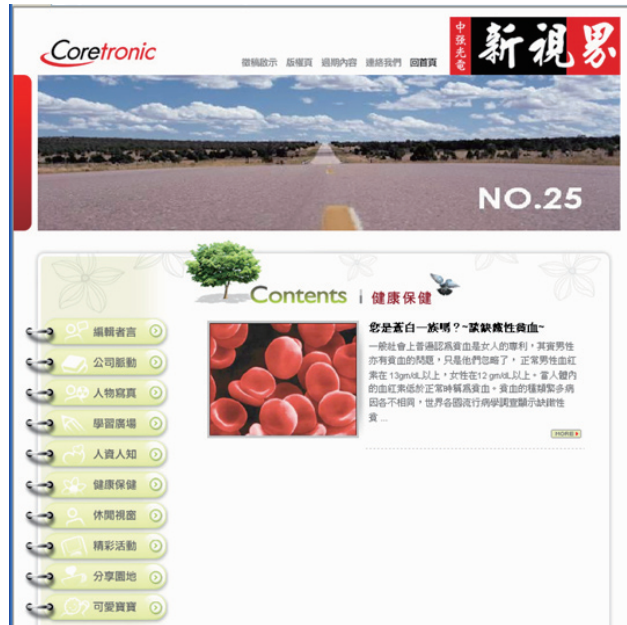 Coretronic
徵稿啟示 版權頁 過期內容 連絡我們 回首頁
中強光電
新視界
NO.25
Contents 健康保健
您是蒼白一族嗎？~談缺鐵性貧血~
一般社會上普遍認為貧血是女人的專利，其實男性
亦有貧血的問題，只是他們忽略了， 正常男性血紅
素在 13gm/dL以上，女性在12 gm/dL以上。當人體內
的血紅素低於正常時稱為貧血。貧血的種類繁多病
因各不相同，世界各國流行病學調查顯示缺鐵性
貧 ...
MORE
編輯者言
公司脈動
人物寫真
學習廣場
人資人知
健康保健
休閒視窗
精彩活動
分享園地
可愛寶寶